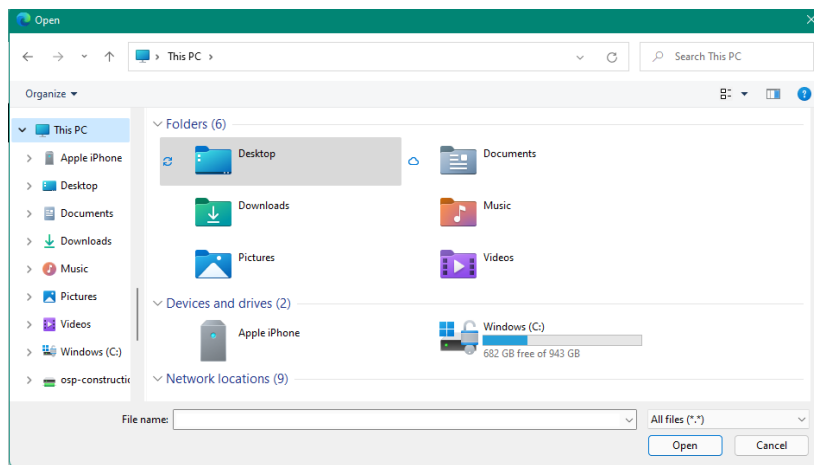 Open
This PC
Search This PC
Organize
This PC
Apple iPhone
Desktop
Documents
Downloads
Music
Pictures
Videos
Windows (C:)
osp-constructic
Folders (6)
Desktop
Documents
Downloads
Music
Pictures
Videos
Devices and drives (2)
Apple iPhone
Windows (C:)
682 GB free of 943 GB
Network locations (9)
File name:
All files (*.*)
Open
Cancel